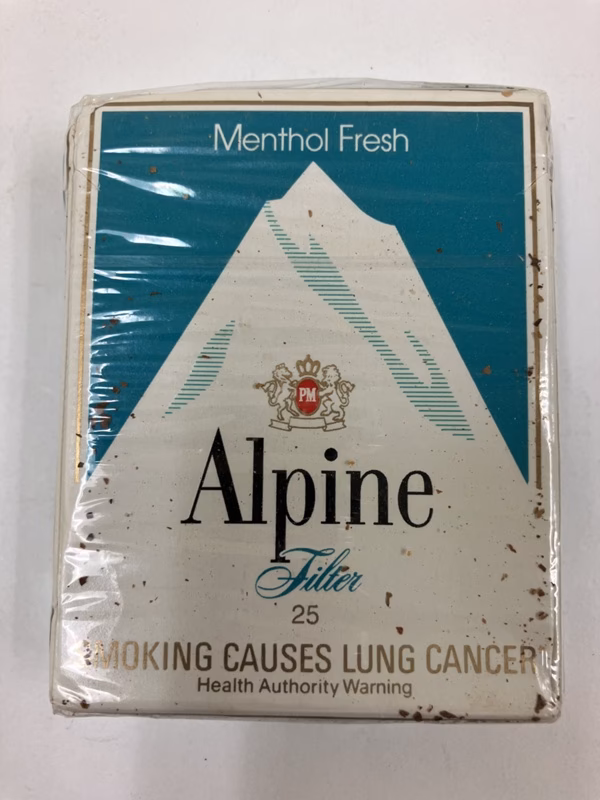 Menthol Fresh
PM
Alpine
Filter
25
SMOKING CAUSES LUNG CANCER
Health Authority Warning